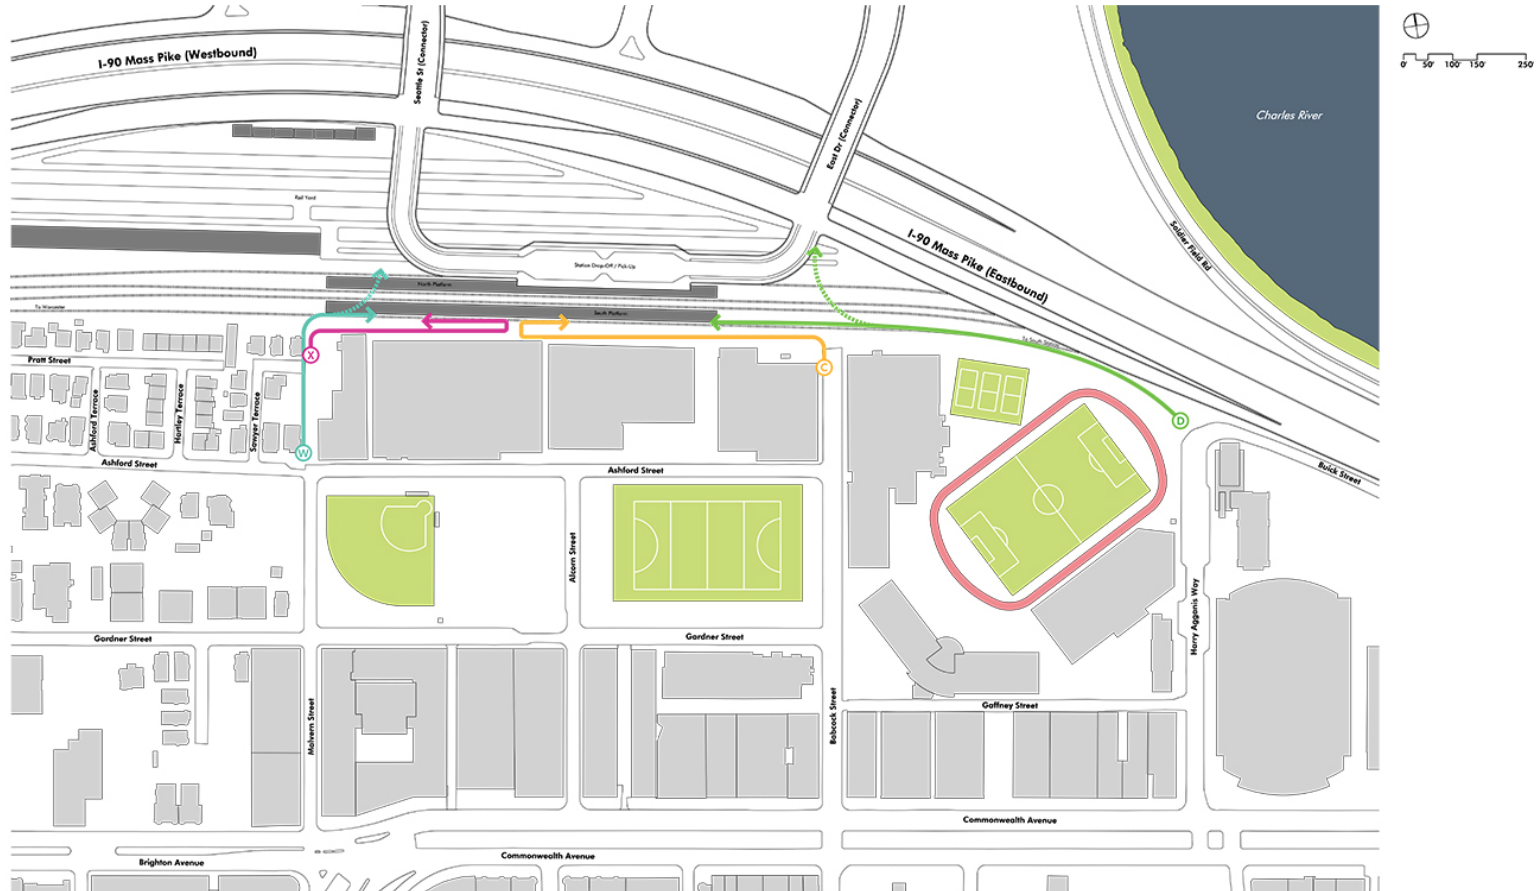 I-90 Mass Pike (Westbound)
Seattle St (Connector)
East Dr (Connector)
Charles River
0' 50' 100' 150' 250'
Rail Yard
Soldier Field Rd
I-90 Mass Pike (Eastbound)
Station Drop-Off / Pick-Up
North Platform
To Worcester
South Platform
To South Station
X
C
Pratt Street
D
Ashford Terrace
Hartley Terrace
Sawyer Terrace
W
Ashford Street
Ashford Street
Buick Street
Alcorn Street
Harry Agganis Way
Gardner Street
Gardner Street
Malvern Street
Babcock Street
Gaffney Street
Commonwealth Avenue
Brighton Avenue
Commonwealth Avenue